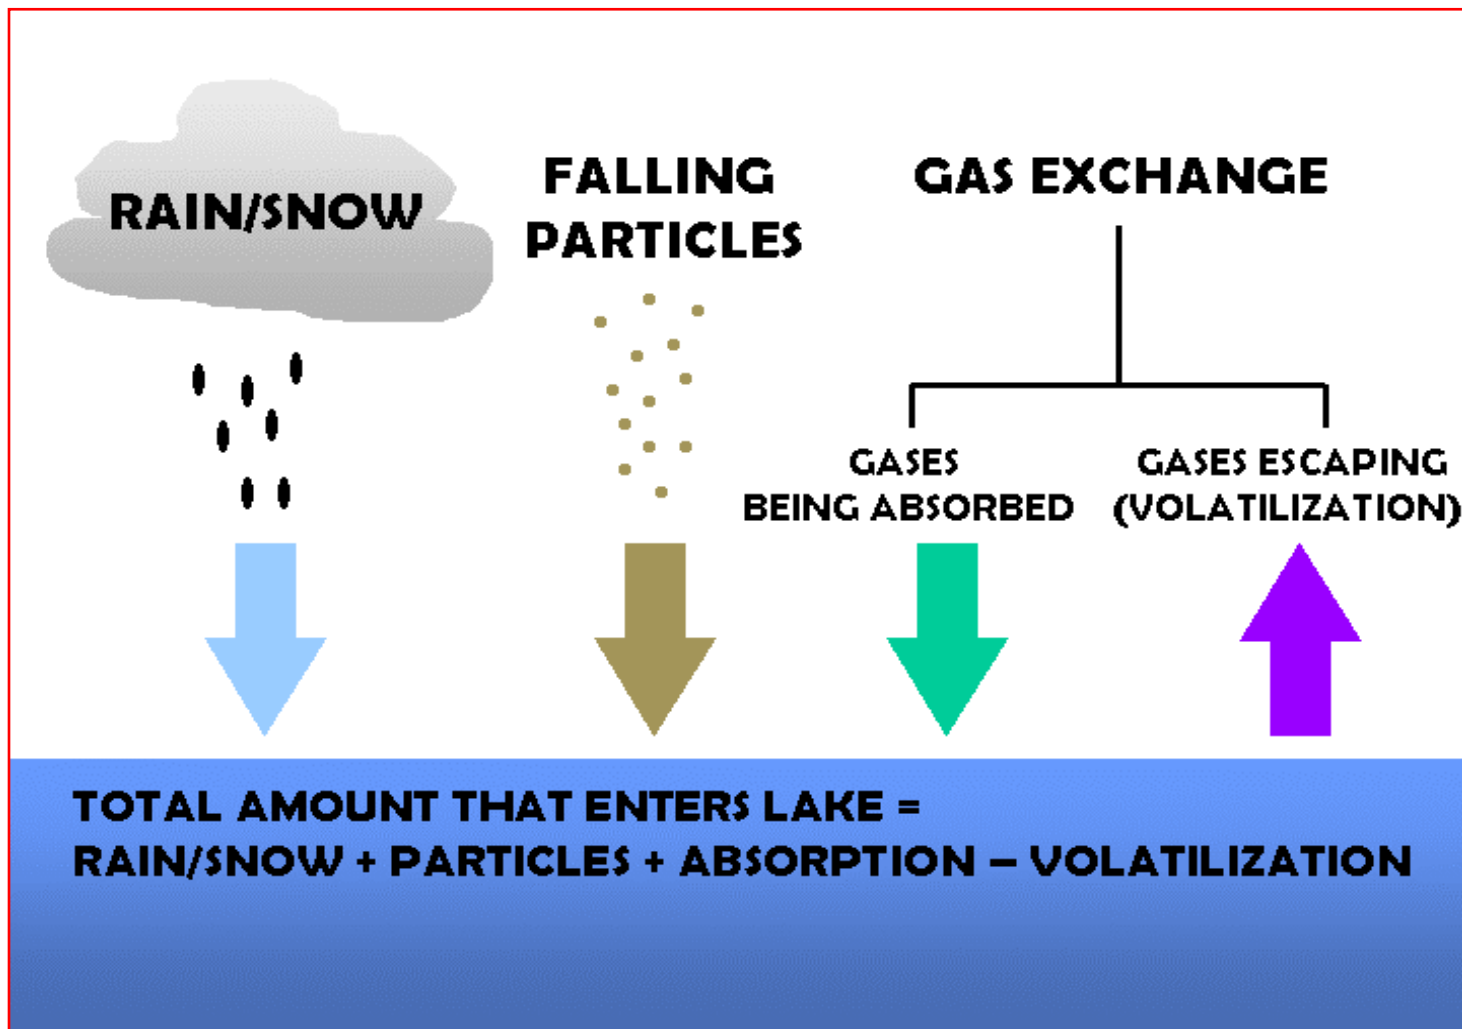 RAIN/SNOW
FALLING
PARTICLES
GAS EXCHANGE
GASES
BEING ABSORBED
GASES ESCAPING
(VOLATILIZATION)
TOTAL AMOUNT THAT ENTERS LAKE =
RAIN/SNOW + PARTICLES + ABSORPTION – VOLATILIZATION